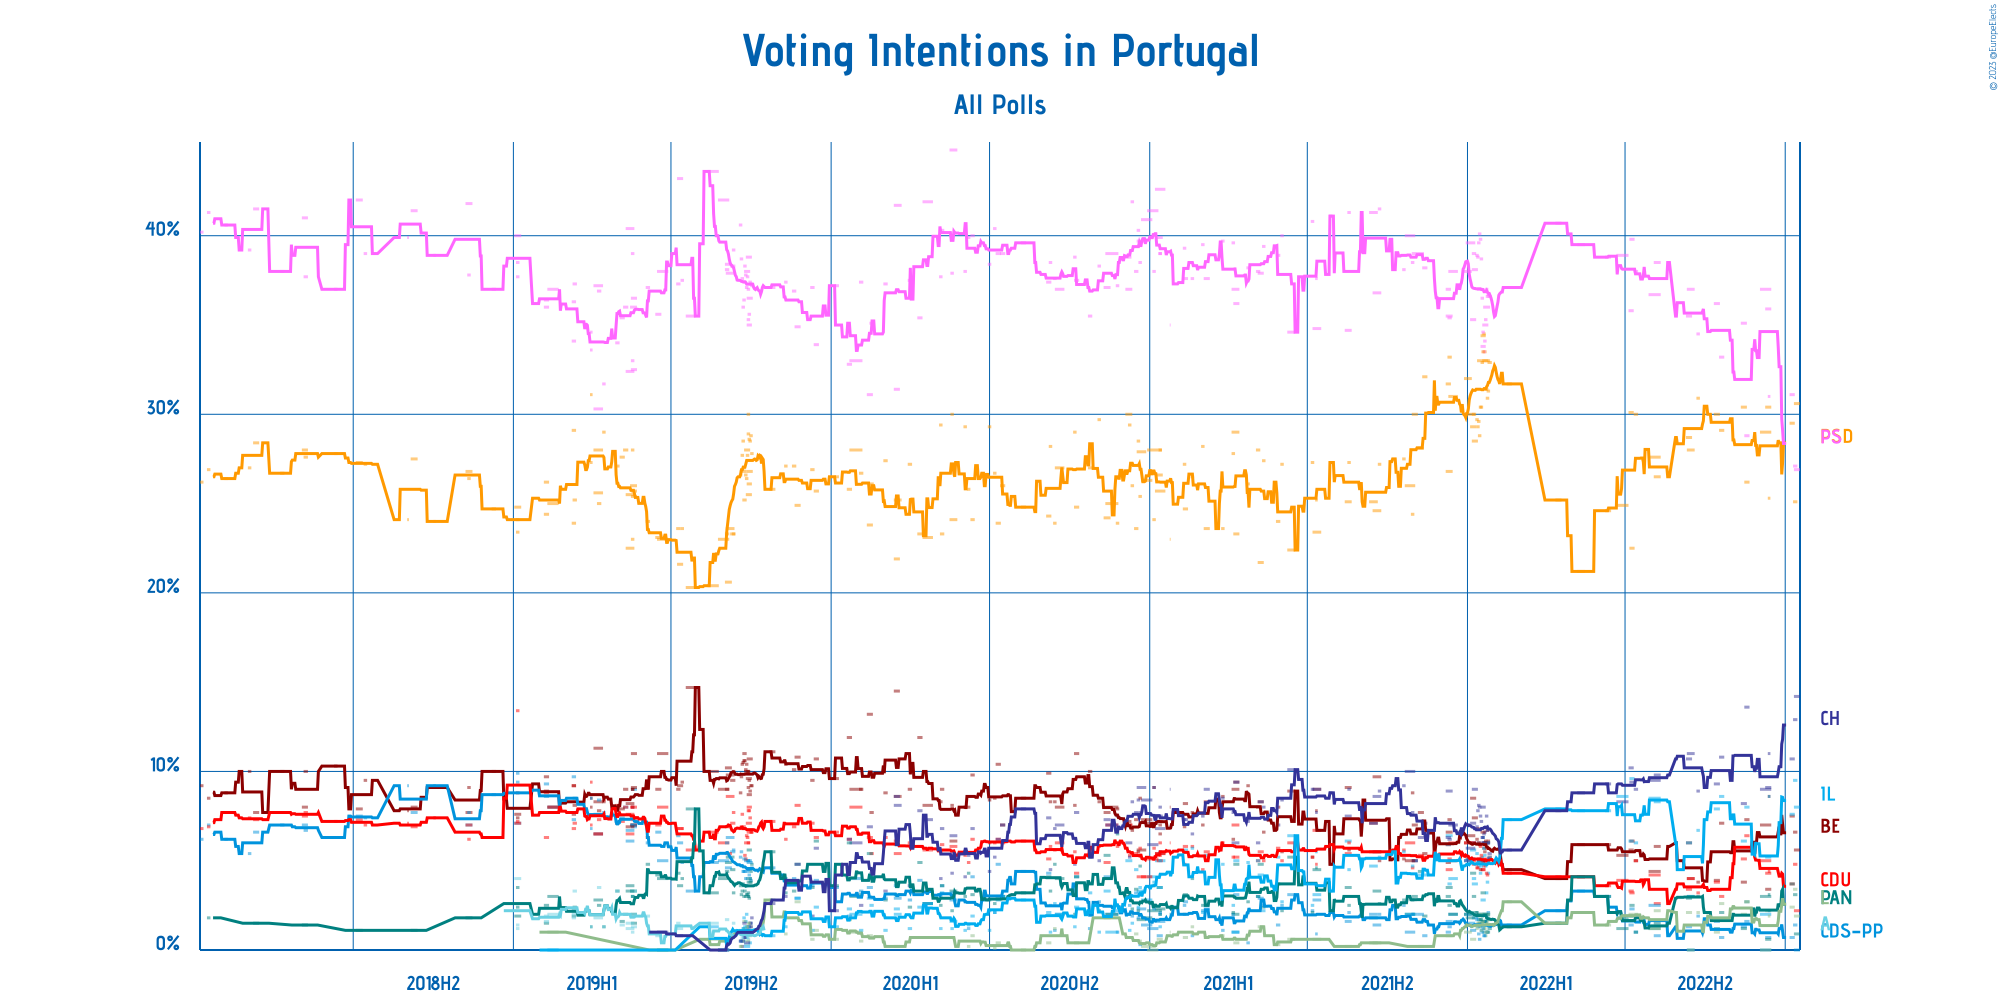 Voting Intentions in Portugal
All Polls
© 2023 @EuropeElects
40%
30%
20%
10%
0%
PSD
CH
IL
BE
CDU
PAN
CDS-PP
2018H2
2019H1
2019H2
2020H1
2020H2
2021H1
2021H2
2022H1
2022H2